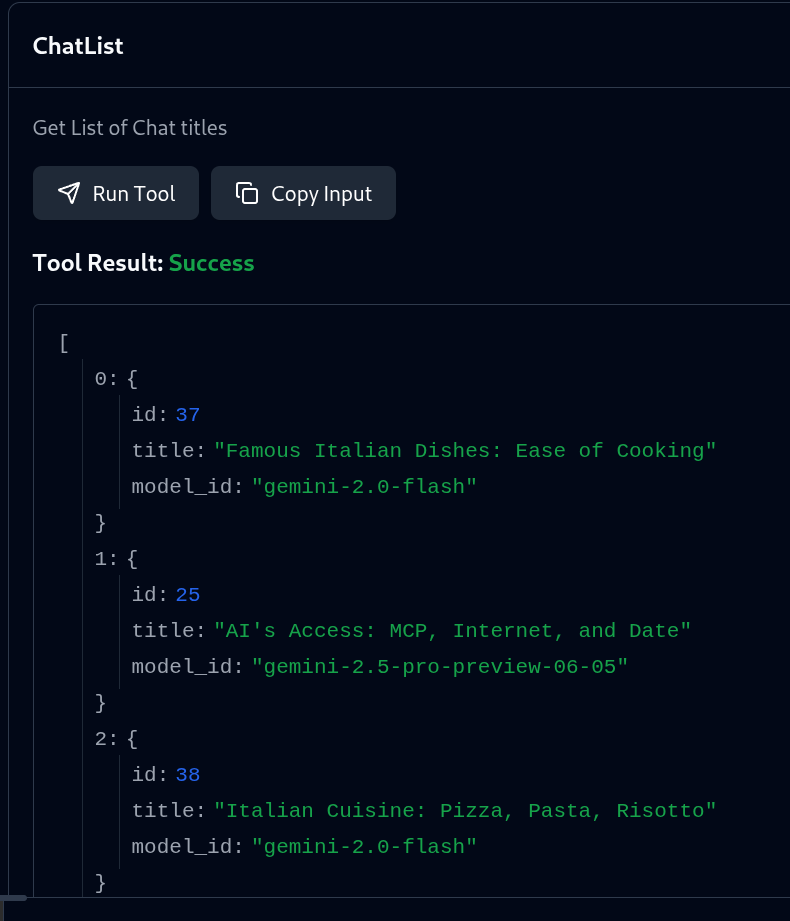 ChatList
Get List of Chat titles
Run Tool Copy Input
Tool Result: Success
[
0: {
id: 37
title: "Famous Italian Dishes: Ease of Cooking"
model_id: "gemini-2.0-flash"
}
1: {
id: 25
title: "AI's Access: MCP, Internet, and Date"
model_id: "gemini-2.5-pro-preview-06-05"
}
2: {
id: 38
title: "Italian Cuisine: Pizza, Pasta, Risotto"
model_id: "gemini-2.0-flash"
}